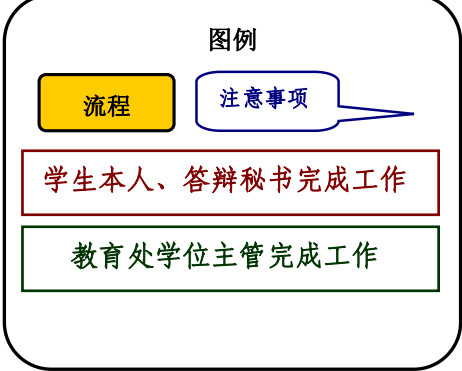 图例
流程
注意事项
学生本人、答辩秘书完成工作
教育处学位主管完成工作